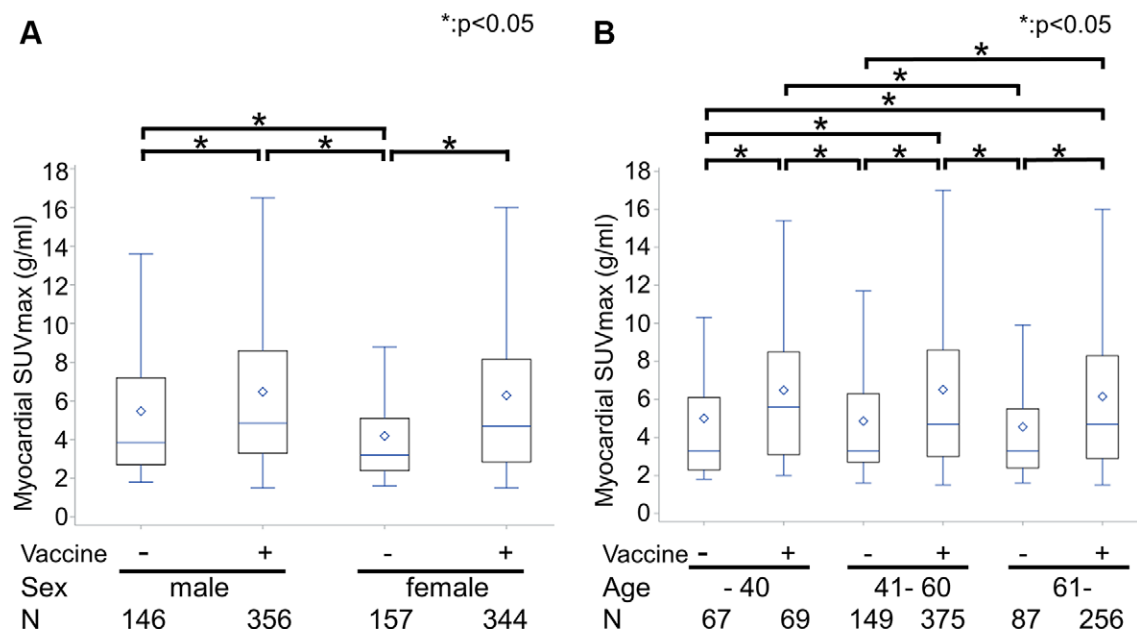 A
*:p<0.05
*
* * *
Myocardial SUVmax (g/ml)
18
16
14
12
10
8
6
4
2
0
Vaccine - + - +
Sex male female
N 146 356 157 344
B
*:p<0.05
*
*
*
*
* * * * *
Myocardial SUVmax (g/ml)
18
16
14
12
10
8
6
4
2
0
Vaccine - + - + - +
Age - 40 41- 60 61-
N 67 69 149 375 87 256